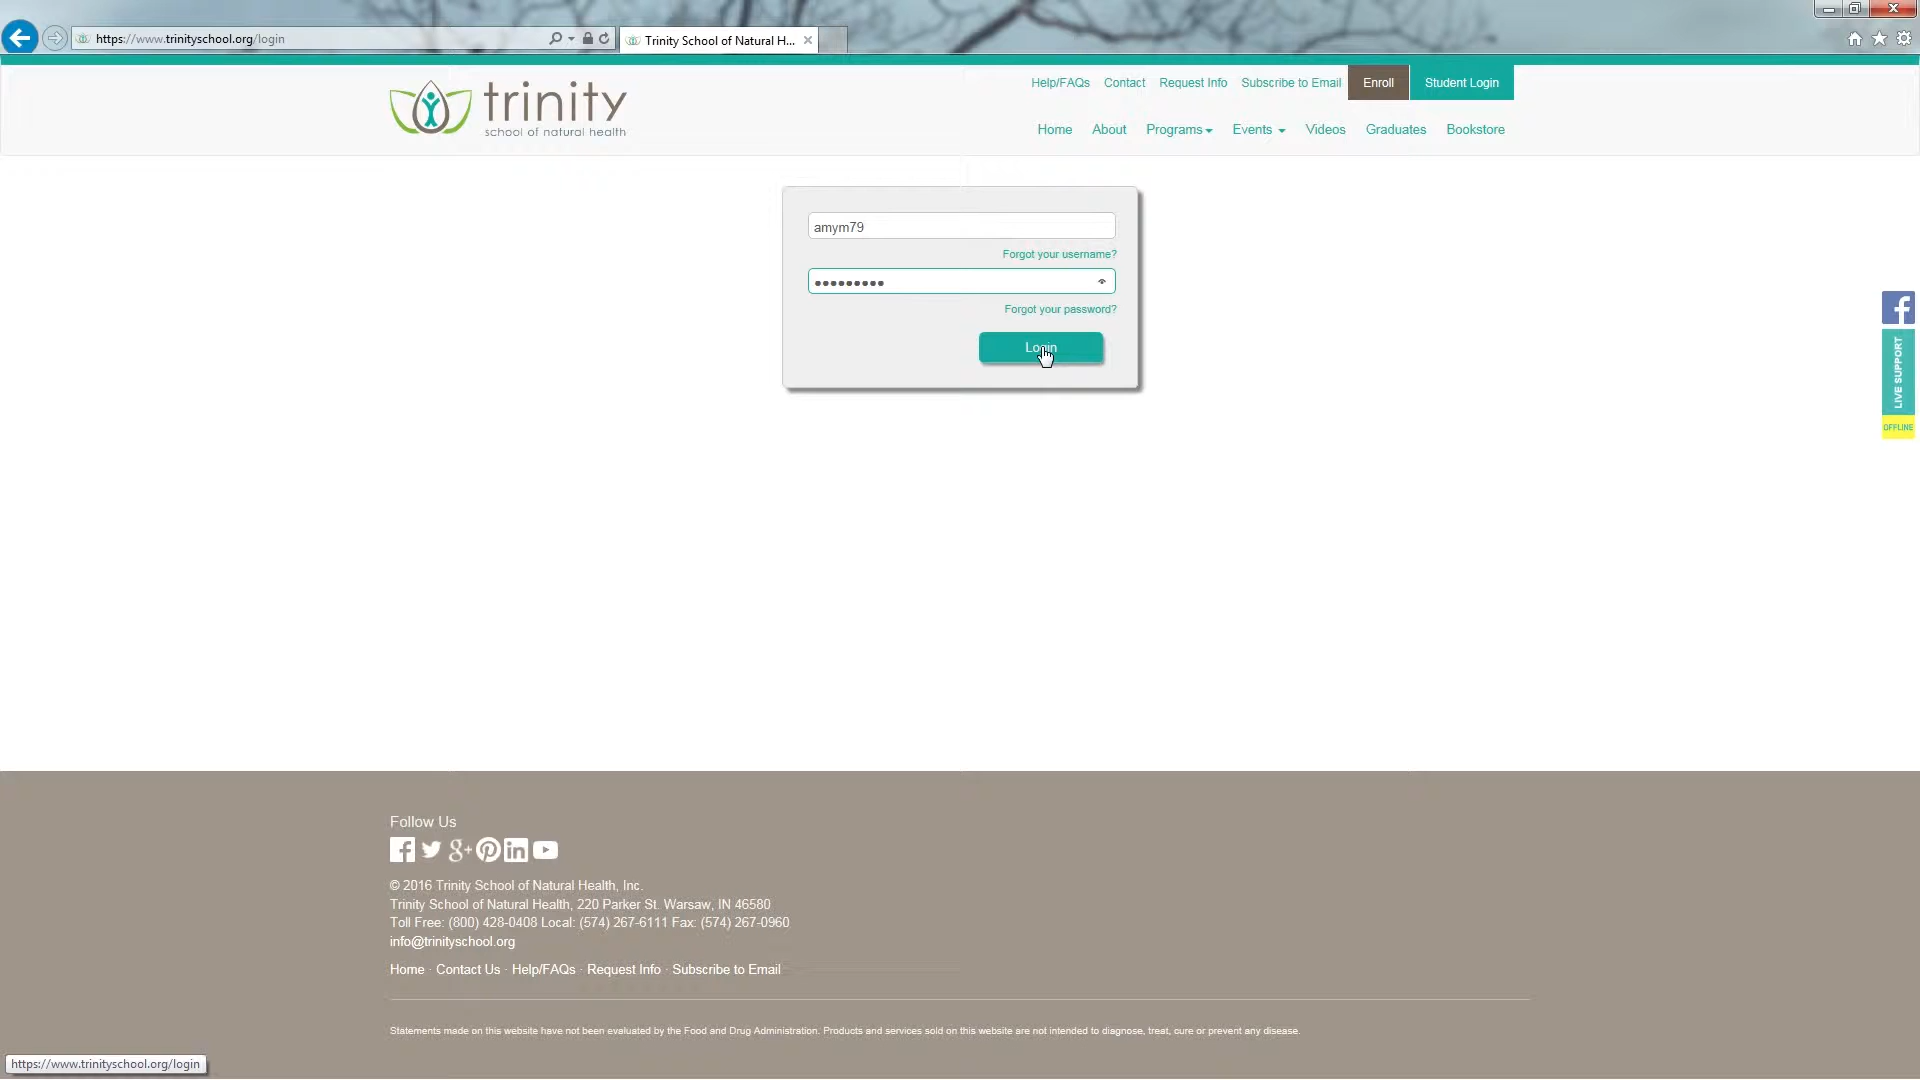 https://www.trinityschool.org/login
Trinity School of Natural H...
trinity
school of natural health
Help/FAQs Contact Request Info Subscribe to Email Enroll Student Login
Home About Programs Events Videos Graduates Bookstore
amym79
Forgot your username?
•••••••••
Forgot your password?
Login
LIVE SUPPORT
OFFLINE
Follow Us
© 2016 Trinity School of Natural Health, Inc.
Trinity School of Natural Health, 220 Parker St. Warsaw, IN 46580
Toll Free: (800) 428-0408 Local: (574) 267-6111 Fax: (574) 267-0960
info@trinityschool.org
Home · Contact Us · Help/FAQs · Request Info · Subscribe to Email
Statements made on this website have not been evaluated by the Food and Drug Administration. Products and services sold on this website are not intended to diagnose, treat, cure or prevent any disease.
https://www.trinityschool.org/login